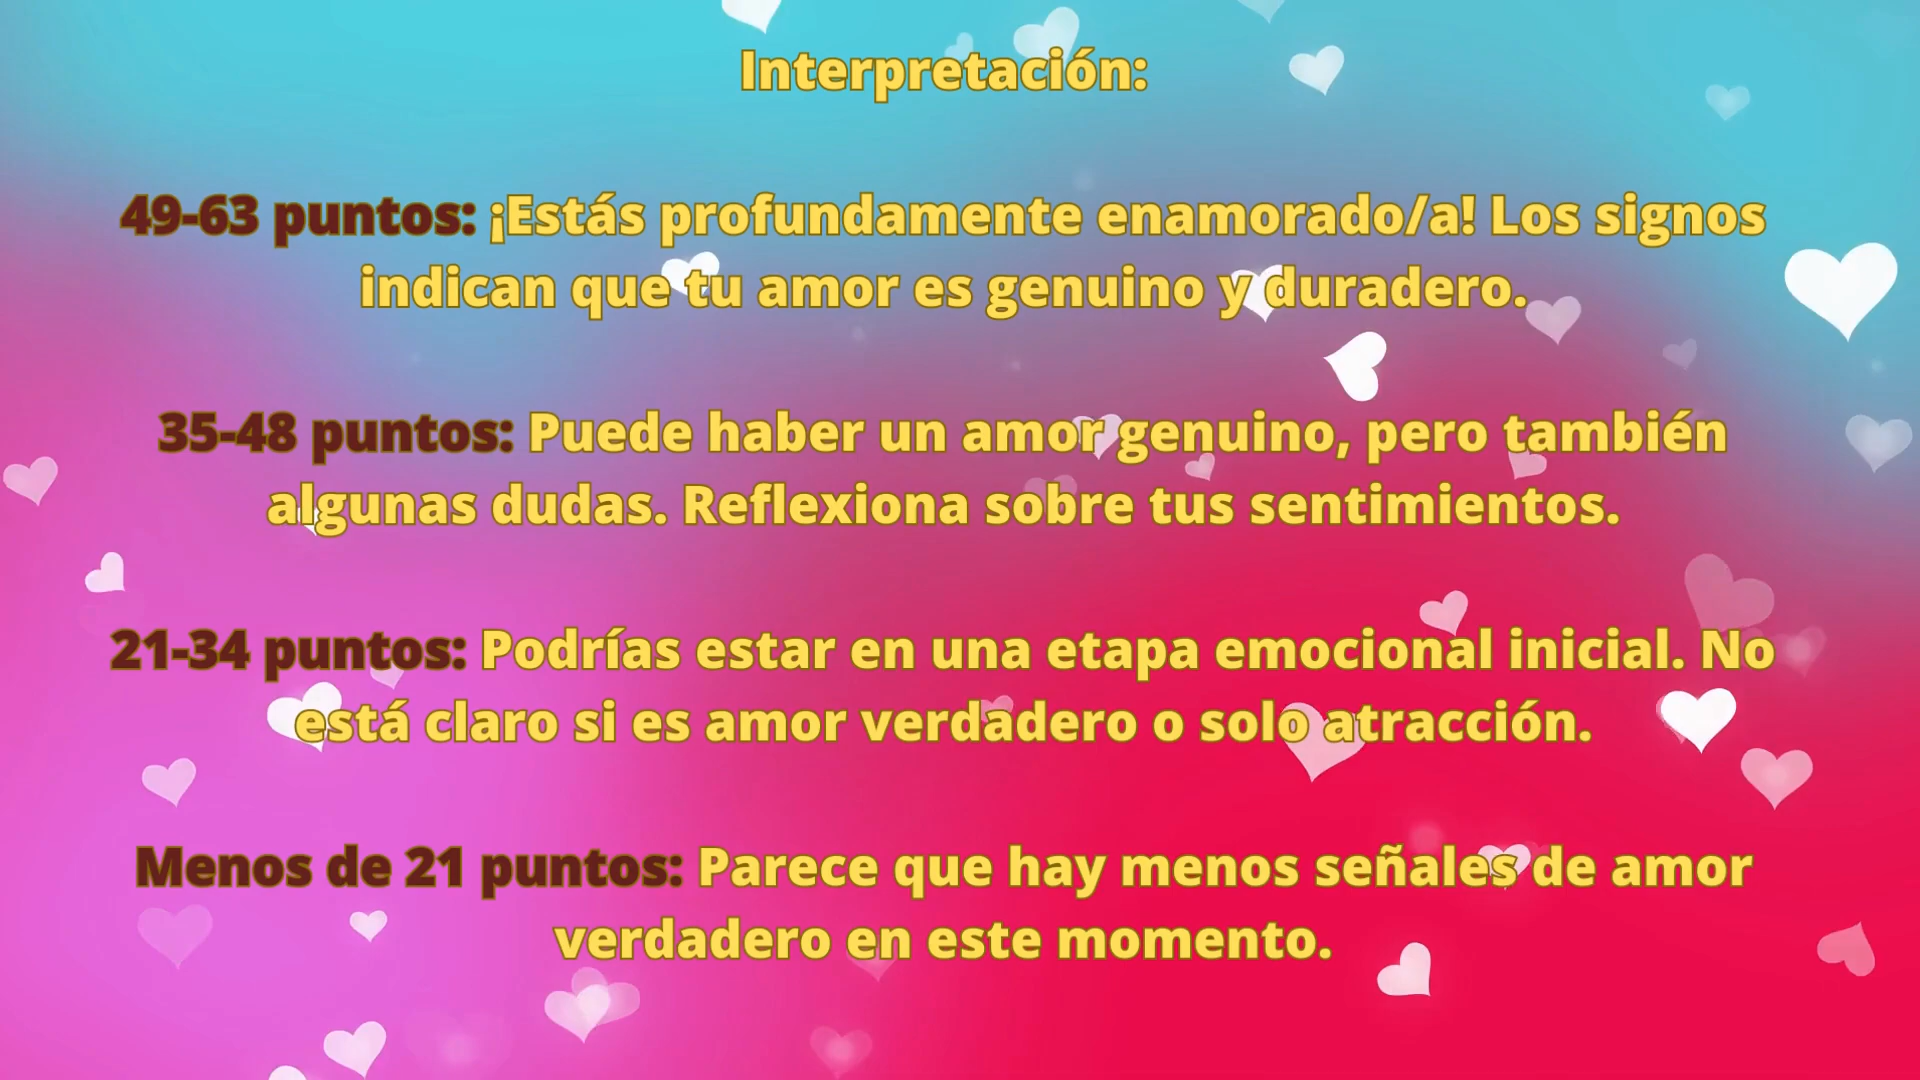 Interpretación:
49-63 puntos: ¡Estás profundamente enamorado/a! Los signos
indican que tu amor es genuino y duradero.
35-48 puntos: Puede haber un amor genuino, pero también
algunas dudas. Reflexiona sobre tus sentimientos.
21-34 puntos: Podrías estar en una etapa emocional inicial. No
está claro si es amor verdadero o solo atracción.
Menos de 21 puntos: Parece que hay menos señales de amor
verdadero en este momento.